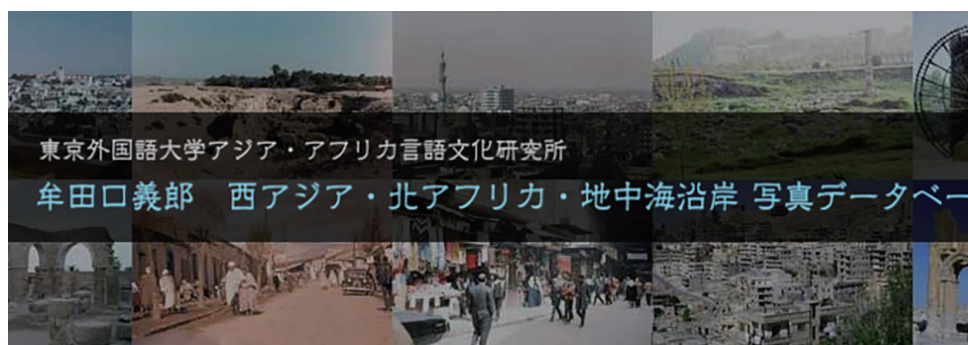 東京外国語大学アジア・アフリカ言語文化研究所
牟田口義郎　西アジア・北アフリカ・地中海沿岸 写真データベー